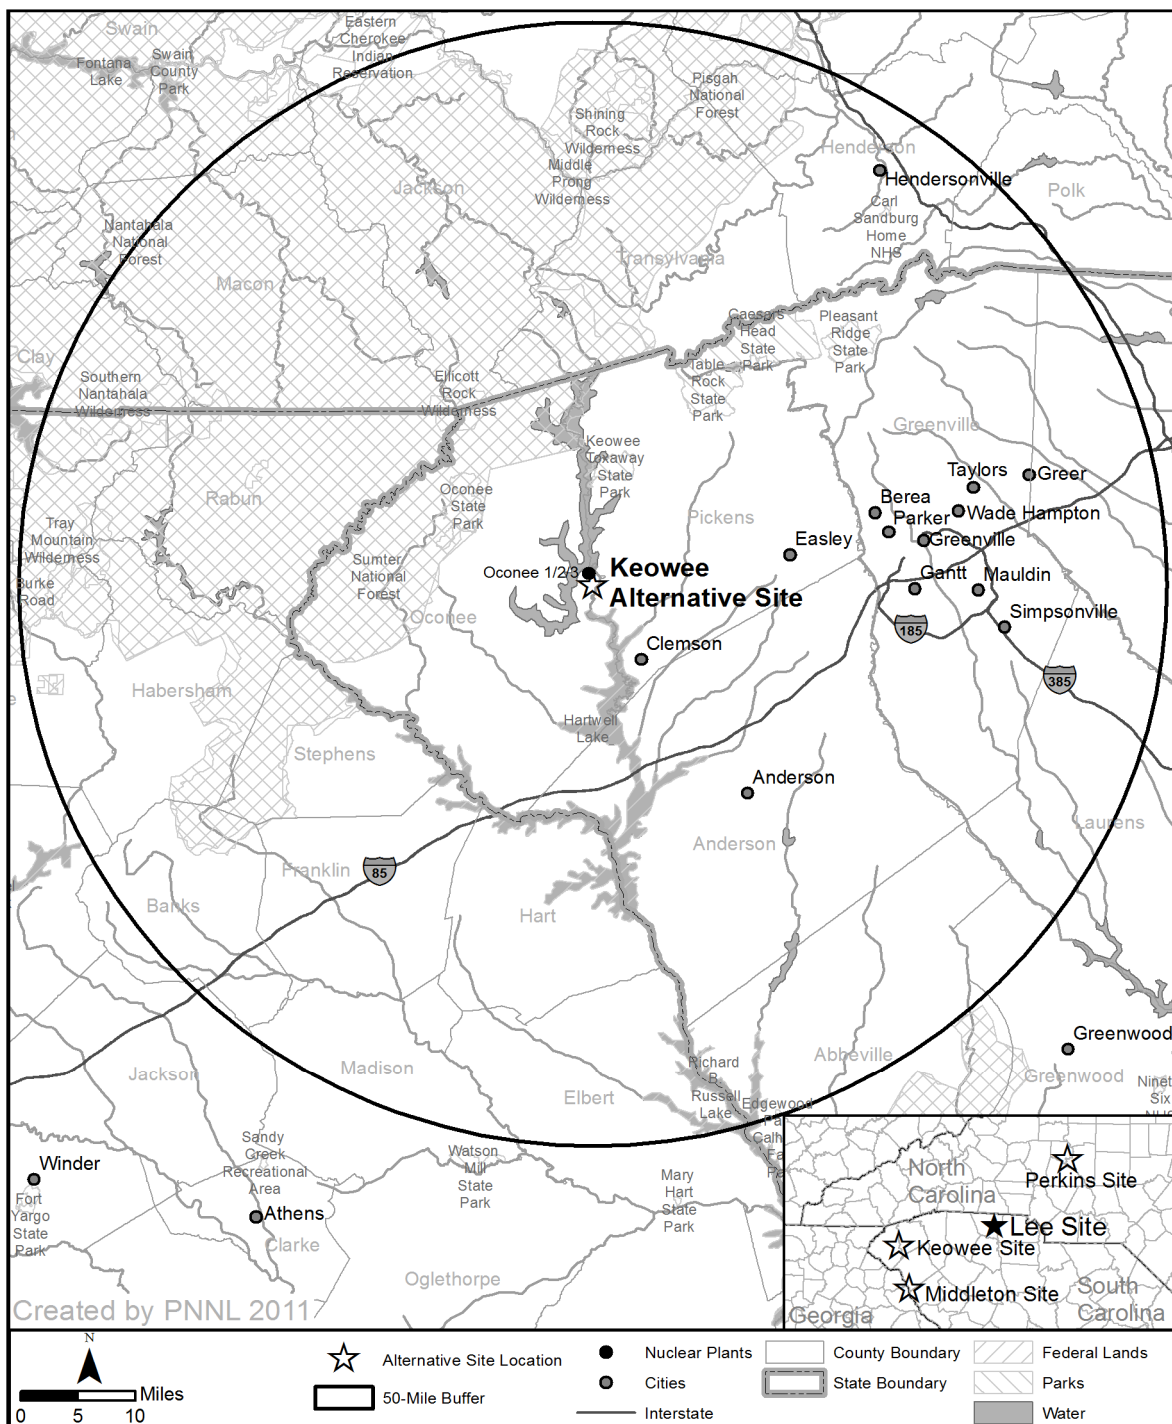 Swain
Fontana
Lake
Swain
County
Park
Eastern
Cherokee
Indian
Reservation
Pisgah
National
Forest
Shining
Rock
Wilderness
Middle
Prong
Wilderness
Henderson
Hendersonville
Carl
Sandburg
Home
NHS
Polk
Jackson
Nantahala
National
Forest
Macon
Transylvania
Clay
Southern
Nantahala
Wilderness
Ellicott
Rock
Wilderness
Caesars
Head
State
Park
Table
Rock
State
Park
Pleasant
Ridge
State
Park
Greenville
Keowee
Toxaway
State
Park
Oconee
State
Park
Rabun
Tray
Mountain
Wilderness
Burke
Road
Sumter
National
Forest
Oconee 1/2/3
Keowee
Alternative Site
Pickens
Easley
Taylors
Greer
Berea
Wade Hampton
Parker
Greenville
Gantt
Mauldin
Simpsonville
185
385
Oconee
Clemson
Habersham
Stephens
Hartwell
Lake
Anderson
Anderson
Laurens
Franklin
85
Banks
Hart
Greenwood
Greenwood
Abbeville
Richard
B.
Russell
Lake
Edgewood
Jackson
Madison
Elbert
Winder
Fort
Yargo
State
Park
Sandy
Creek
Recreational
Area
Athens
Clarke
Watson
Mill
State
Park
Mary
Hart
State
Park
Oglethorpe
Created by PNNL 2011
North
Carolina
Perkins Site
Lee Site
Keowee Site
Middleton Site
Georgia
South
Carolina
N
Miles
0 5 10
Alternative Site Location
50-Mile Buffer
Nuclear Plants
Cities
Interstate
County Boundary
State Boundary
Federal Lands
Parks
Water